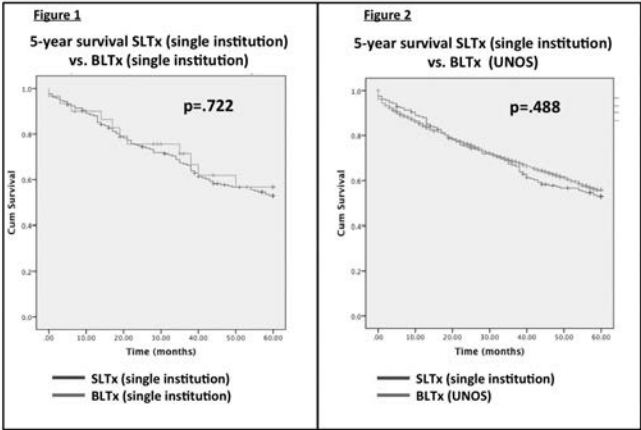 Figure 1
5-year survival SLTx (single institution)
vs. BLTx (single institution)
p=.722
1.0
0.8
0.6
0.4
0.2
0.0
Cum Survival
.00 10.00 20.00 30.00 40.00 50.00 60.00
Time (months)
SLTx (single institution)
BLTx (single institution)
Figure 2
5-year survival SLTx (single institution)
vs. BLTx (UNOS)
p=.488
1.0
0.8
0.6
0.4
0.2
0.0
Cum Survival
.00 10.00 20.00 30.00 40.00 50.00 60.00
Time (months)
SLTx (single institution)
BLTx (UNOS)